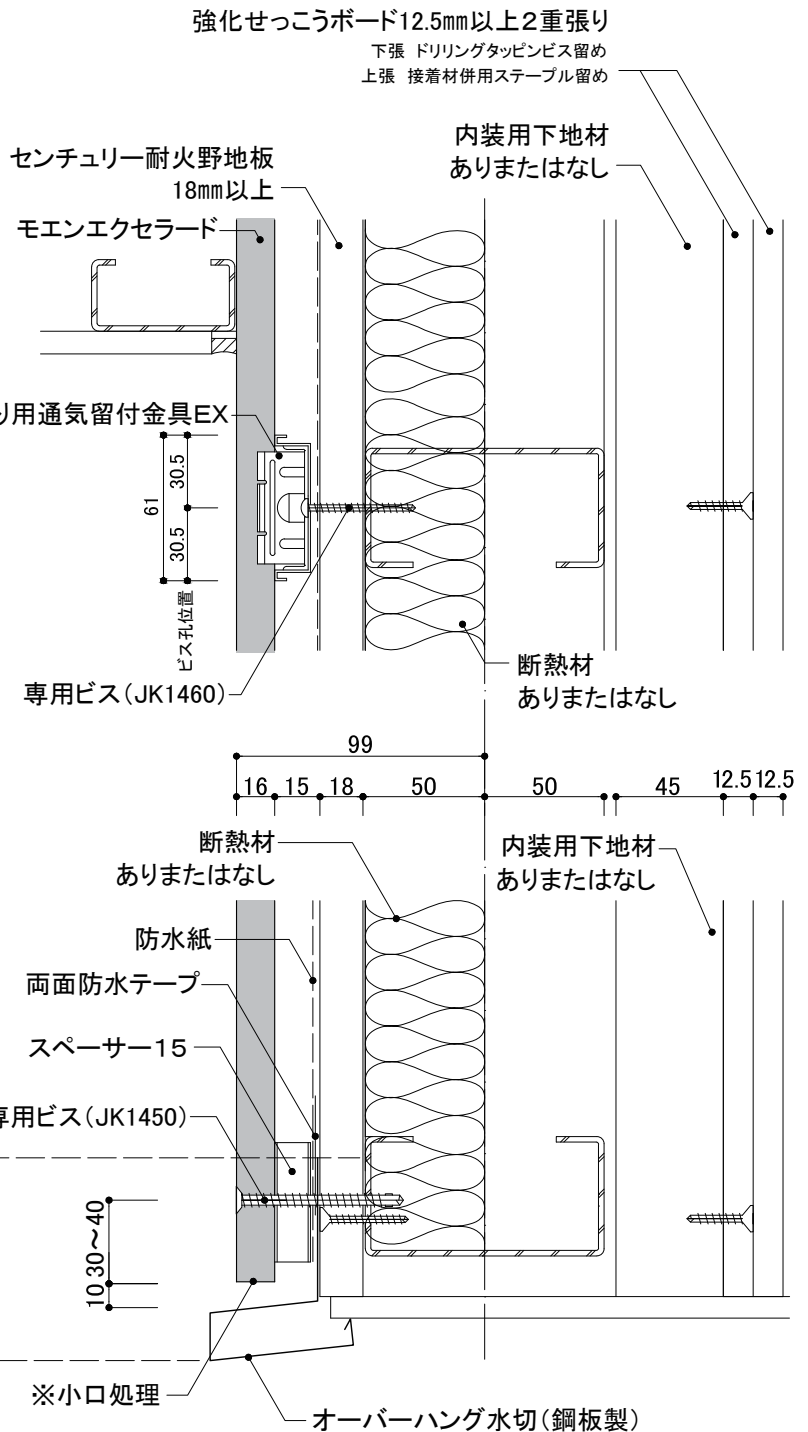 強化せっこうボード12.5mm以上2重張り
下張 ドリリングタッピンビス留め
上張 接着材併用ステープル留め
内装用下地材
ありまたはなし
センチュリー耐火野地板
18mm以上
モエンエクセラード
り用通気留付金具EX
61
30.5
30.5
ビス孔位置
専用ビス(JK1460)
断熱材
ありまたはなし
99
16 15 18 50 50 45 12.5 12.5
断熱材
ありまたはなし
内装用下地材
ありまたはなし
防水紙
両面防水テープ
スペーサー15
専用ビス(JK1450)
30~40
10
※小口処理
オーバーハング水切(鋼板製)